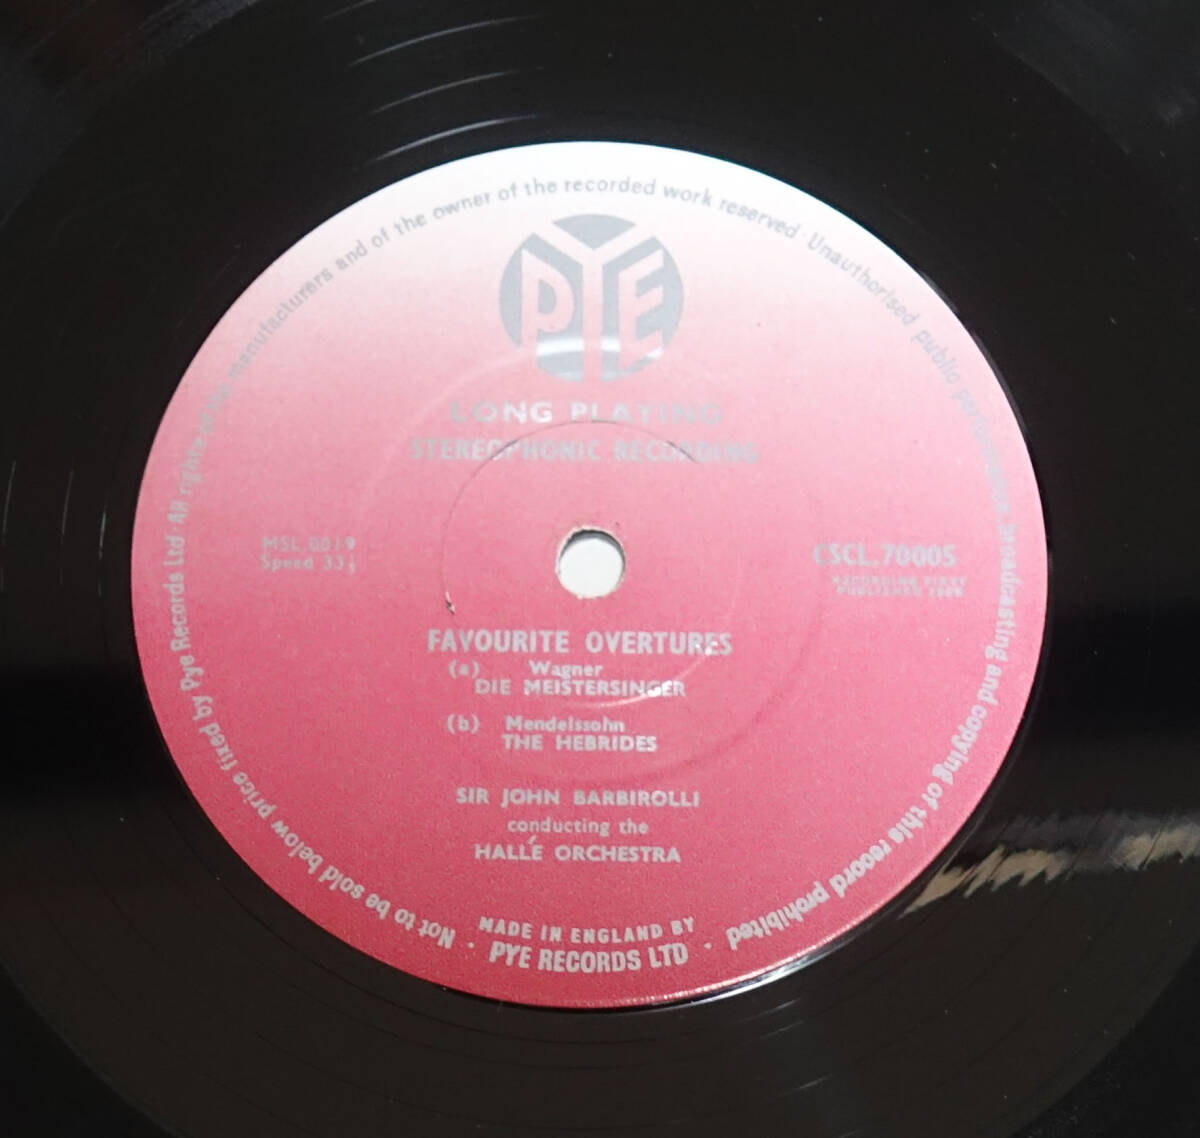 Not to be sold below price fixed by Pye Records Ltd · All rights of the manufacturers and of the owner of the recorded work reserved · Unauthorised public performance broadcasting and copying of this record prohibited
PYE
LONG PLAYING
STEREOPHONIC RECORDING
MSL.0019
Speed 33⅓
CSCL.70005
RECORDING FIRST
PUBLISHED
FAVOURITE OVERTURES
(a) Wagner
DIE MEISTERSINGER
(b) Mendelssohn
THE HEBRIDES
SIR JOHN BARBIROLLI
conducting the
HALLÉ ORCHESTRA
MADE IN ENGLAND BY
· PYE RECORDS LTD ·